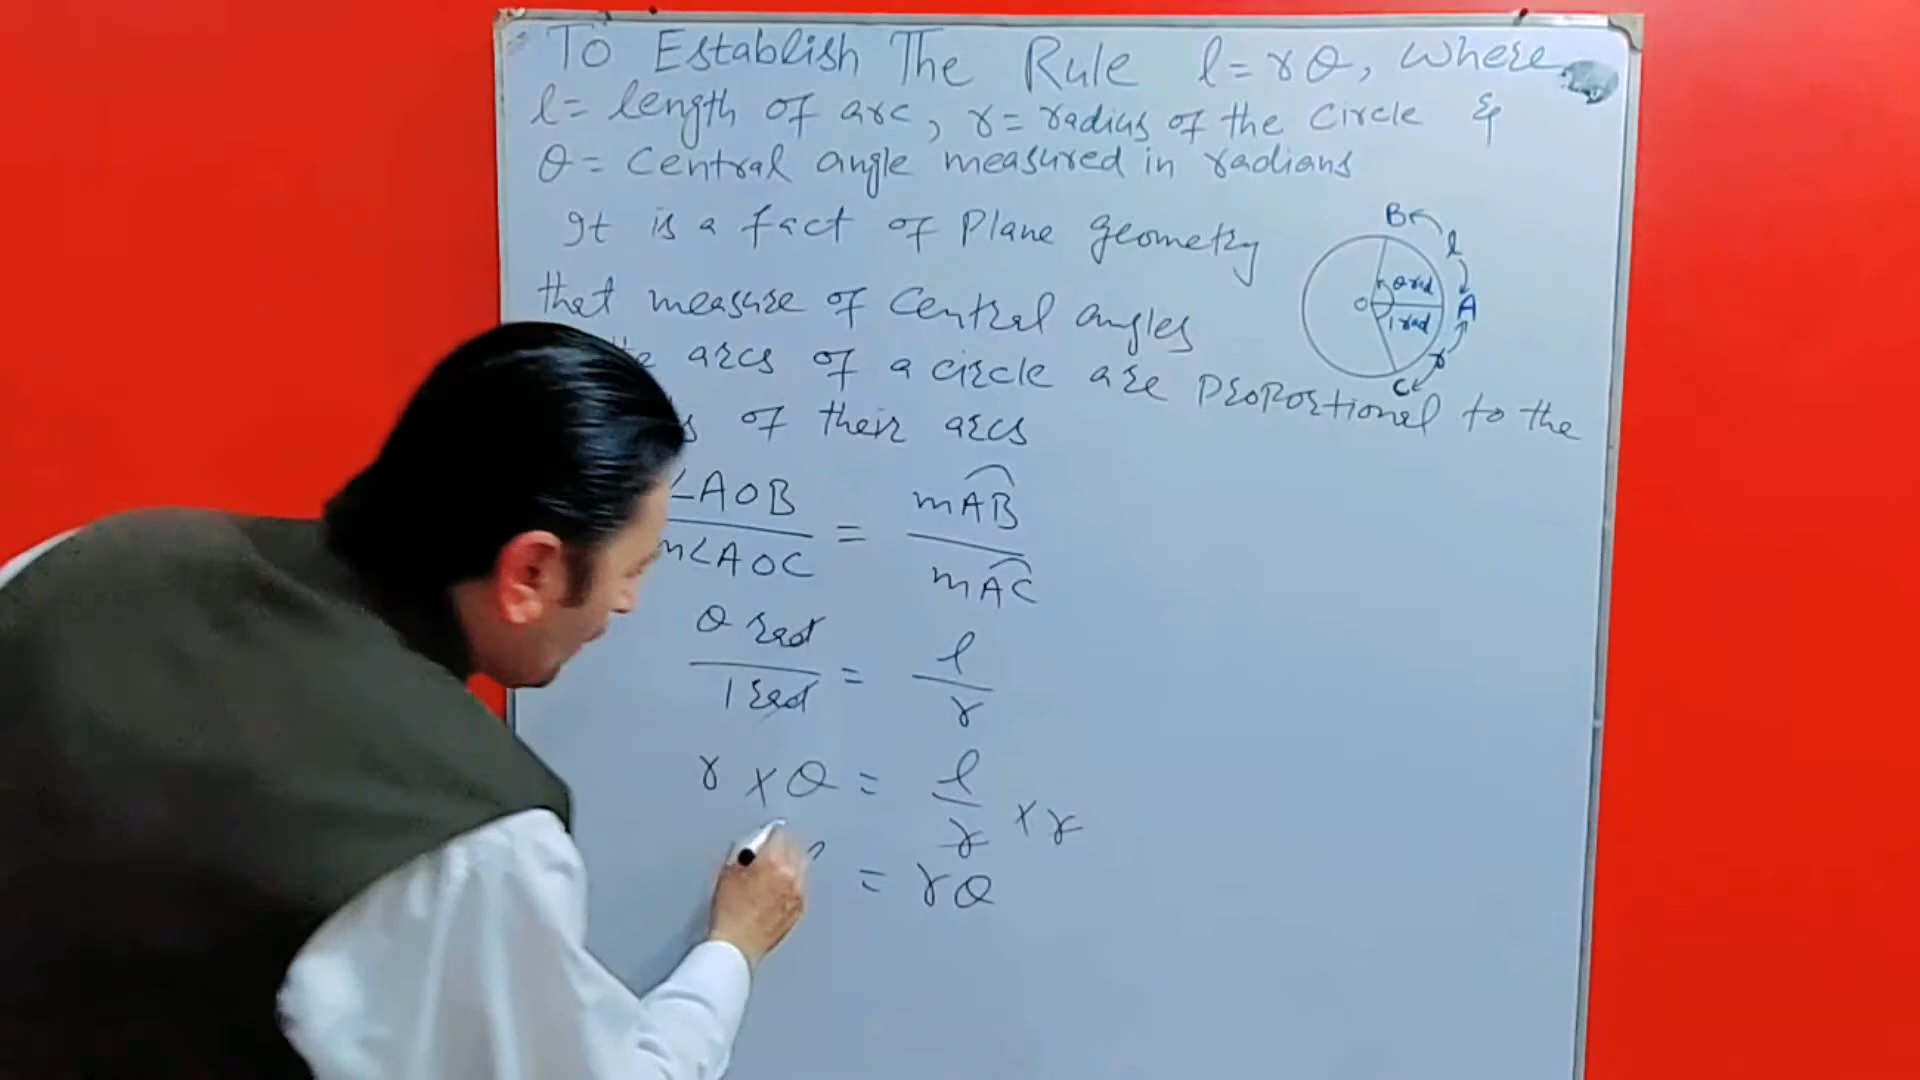 To Establish The Rule l = rθ, where
l = length of arc, r = radius of the circle &
θ = Central angle measured in radians
It is a fact of Plane geometry
that measure of Central angles
arcs of a circle are proportional to the
of their arcs
B
l
θ rad
O
A
1 rad
r
C
∠AOB / m∠AOC = mAB / mAC
θ rad / 1 rad = l / r
r × θ = l / r × r
l = rθ